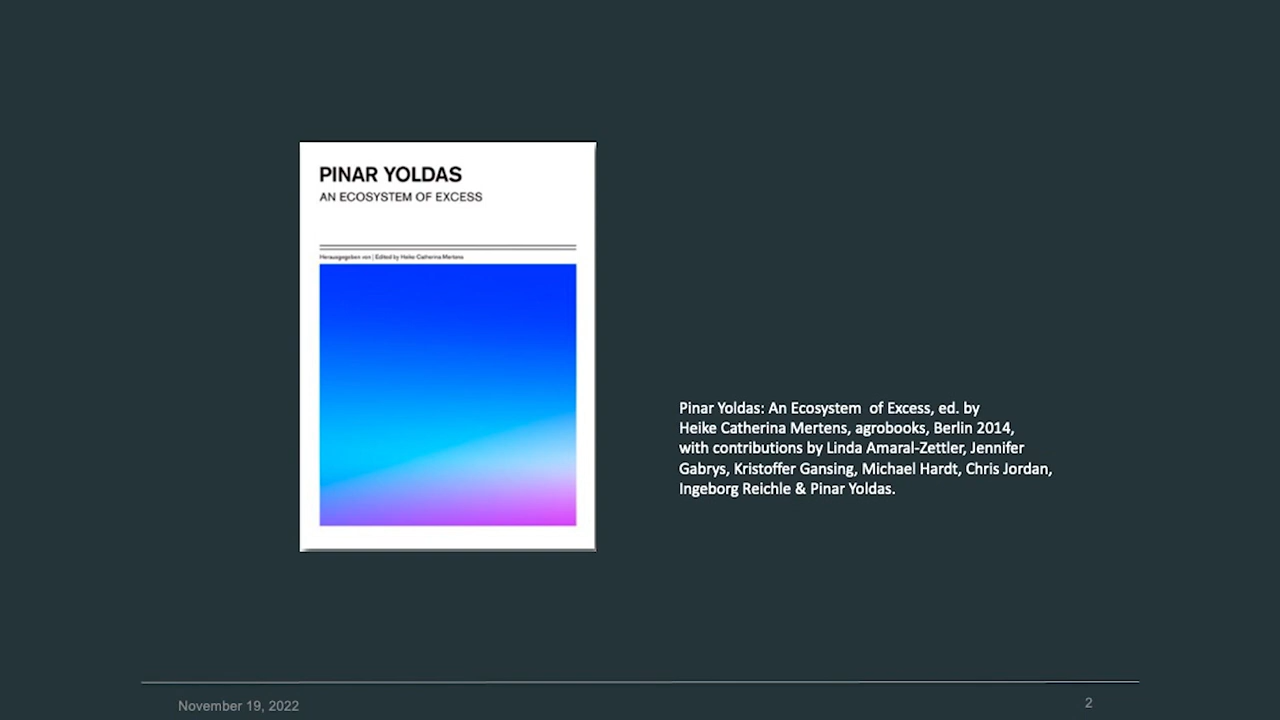 PINAR YOLDAS
AN ECOSYSTEM OF EXCESS
Herausgegeben von | Edited by Heike Catherina Mertens
Pinar Yoldas: An Ecosystem  of Excess, ed. by
Heike Catherina Mertens, agrobooks, Berlin 2014,
with contributions by Linda Amaral-Zettler, Jennifer
Gabrys, Kristoffer Gansing, Michael Hardt, Chris Jordan,
Ingeborg Reichle & Pinar Yoldas.
November 19, 2022
2